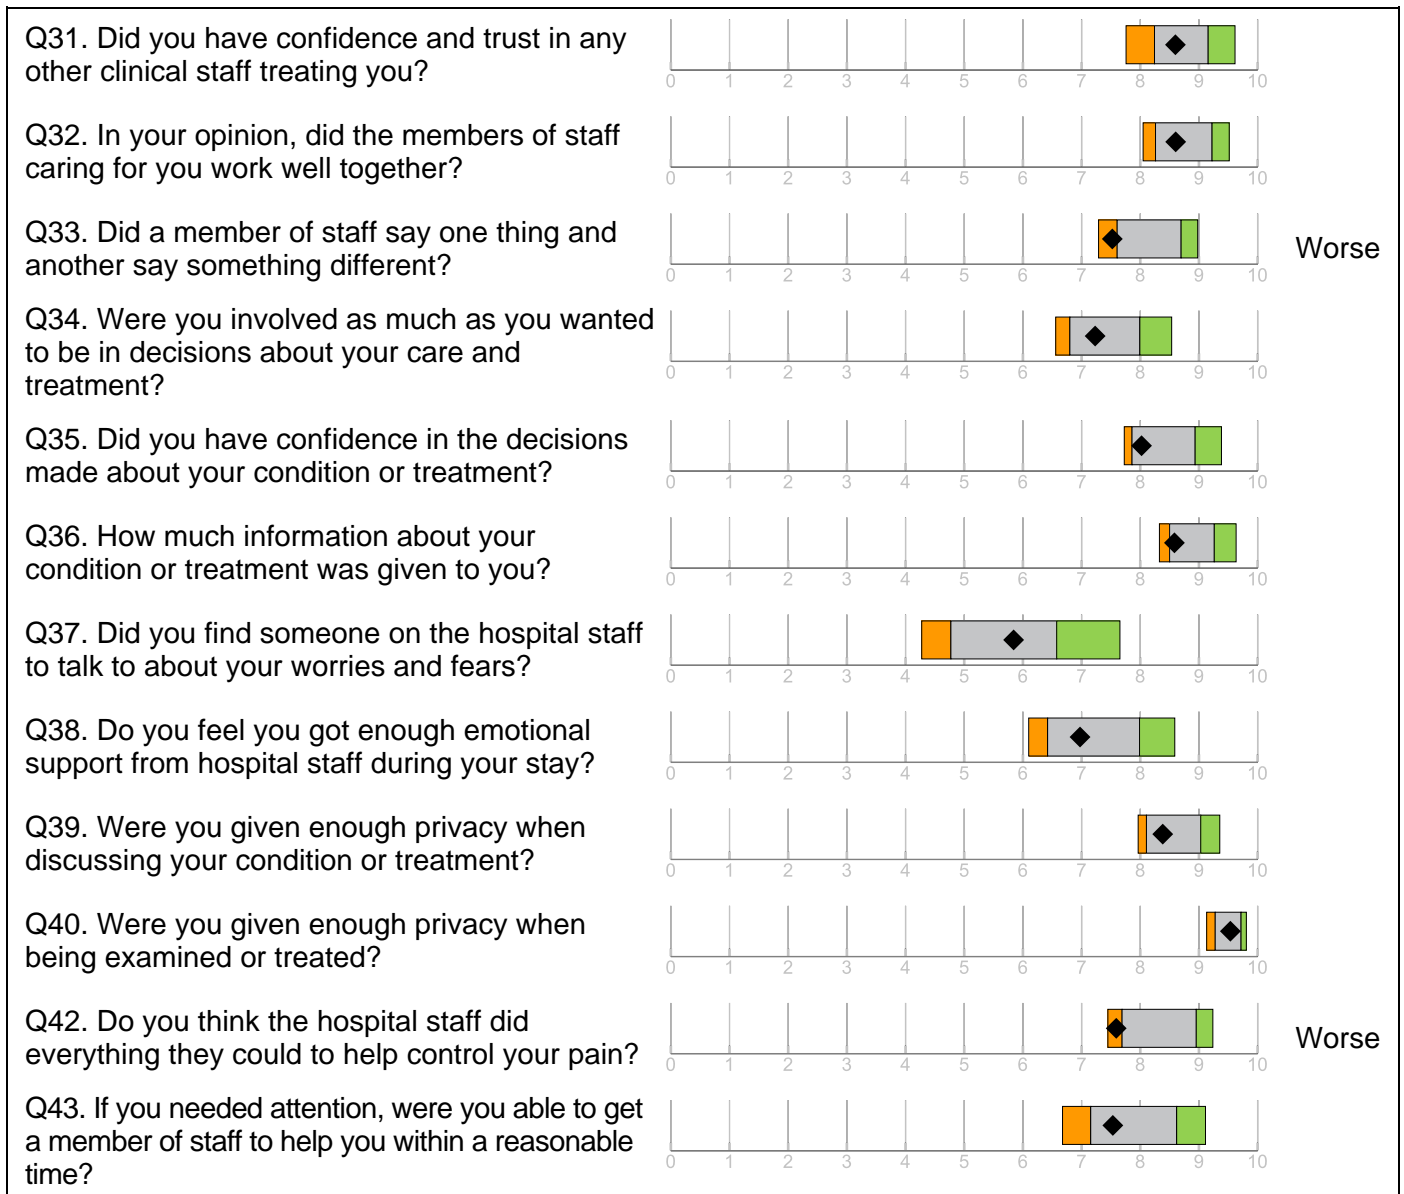 Q31. Did you have confidence and trust in any
other clinical staff treating you?
0 1 2 3 4 5 6 7 8 9 10
Q32. In your opinion, did the members of staff
caring for you work well together?
0 1 2 3 4 5 6 7 8 9 10
Q33. Did a member of staff say one thing and
another say something different?
Worse
0 1 2 3 4 5 6 7 8 9 10
Q34. Were you involved as much as you wanted
to be in decisions about your care and
treatment?
0 1 2 3 4 5 6 7 8 9 10
Q35. Did you have confidence in the decisions
made about your condition or treatment?
0 1 2 3 4 5 6 7 8 9 10
Q36. How much information about your
condition or treatment was given to you?
0 1 2 3 4 5 6 7 8 9 10
Q37. Did you find someone on the hospital staff
to talk to about your worries and fears?
0 1 2 3 4 5 6 7 8 9 10
Q38. Do you feel you got enough emotional
support from hospital staff during your stay?
0 1 2 3 4 5 6 7 8 9 10
Q39. Were you given enough privacy when
discussing your condition or treatment?
0 1 2 3 4 5 6 7 8 9 10
Q40. Were you given enough privacy when
being examined or treated?
0 1 2 3 4 5 6 7 8 9 10
Q42. Do you think the hospital staff did
everything they could to help control your pain?
Worse
0 1 2 3 4 5 6 7 8 9 10
Q43. If you needed attention, were you able to get
a member of staff to help you within a reasonable
time?
0 1 2 3 4 5 6 7 8 9 10